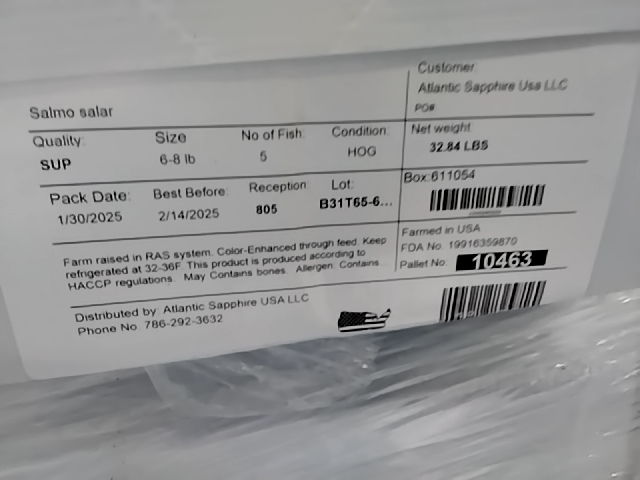 Salmo salar
Customer:
Atlantic Sapphire Usa LLC
PO#:
Quality: Size No of Fish: Condition: Net weight
SUP 6-8 lb 5 HOG 32.84 LBS
Pack Date: Best Before: Reception: Lot: Box:611054
1/30/2025 2/14/2025 805 B31T65-6...
Farm raised in RAS system. Color-Enhanced through feed. Keep
refrigerated at 32-36F. This product is produced according to
HACCP regulations. May Contains bones. Allergen: Contains
Farmed in USA
FDA No. 19916359870
Pallet No: 10463
Distributed by: Atlantic Sapphire USA LLC
Phone No. 786-292-3632